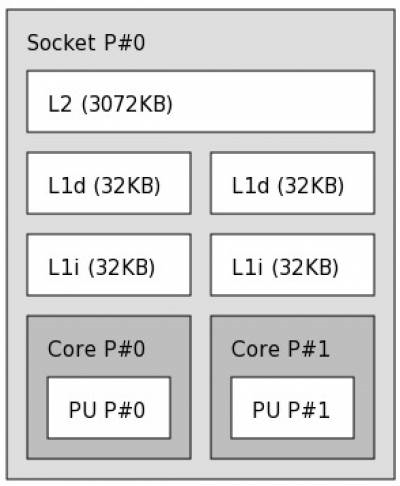 Socket P#0
L2 (3072KB)
L1d (32KB) L1d (32KB)
L1i (32KB) L1i (32KB)
Core P#0 Core P#1
PU P#0 PU P#1